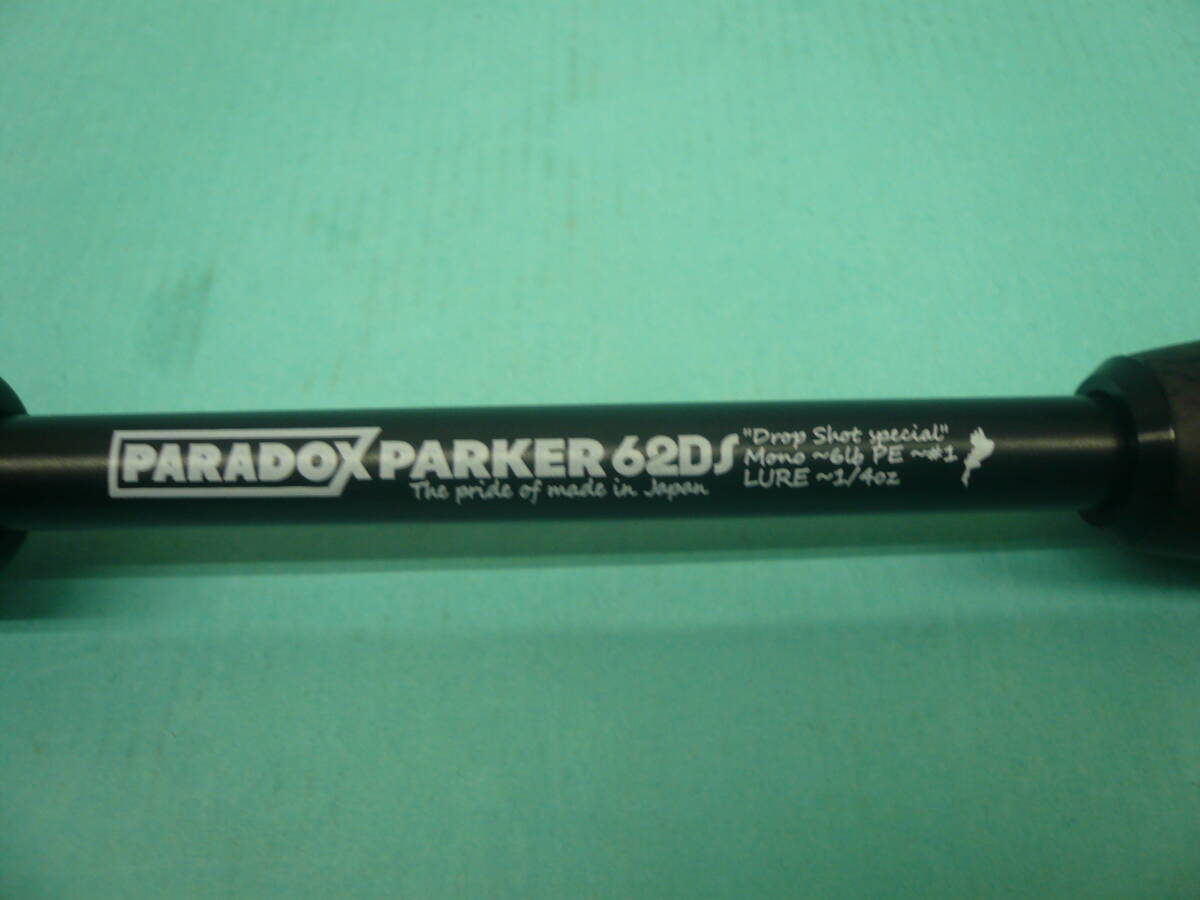 PARADOX PARKER 62DS
The pride of made in Japan
"Drop Shot special"
Mono ~6lb PE ~#1
LURE ~1/4oz